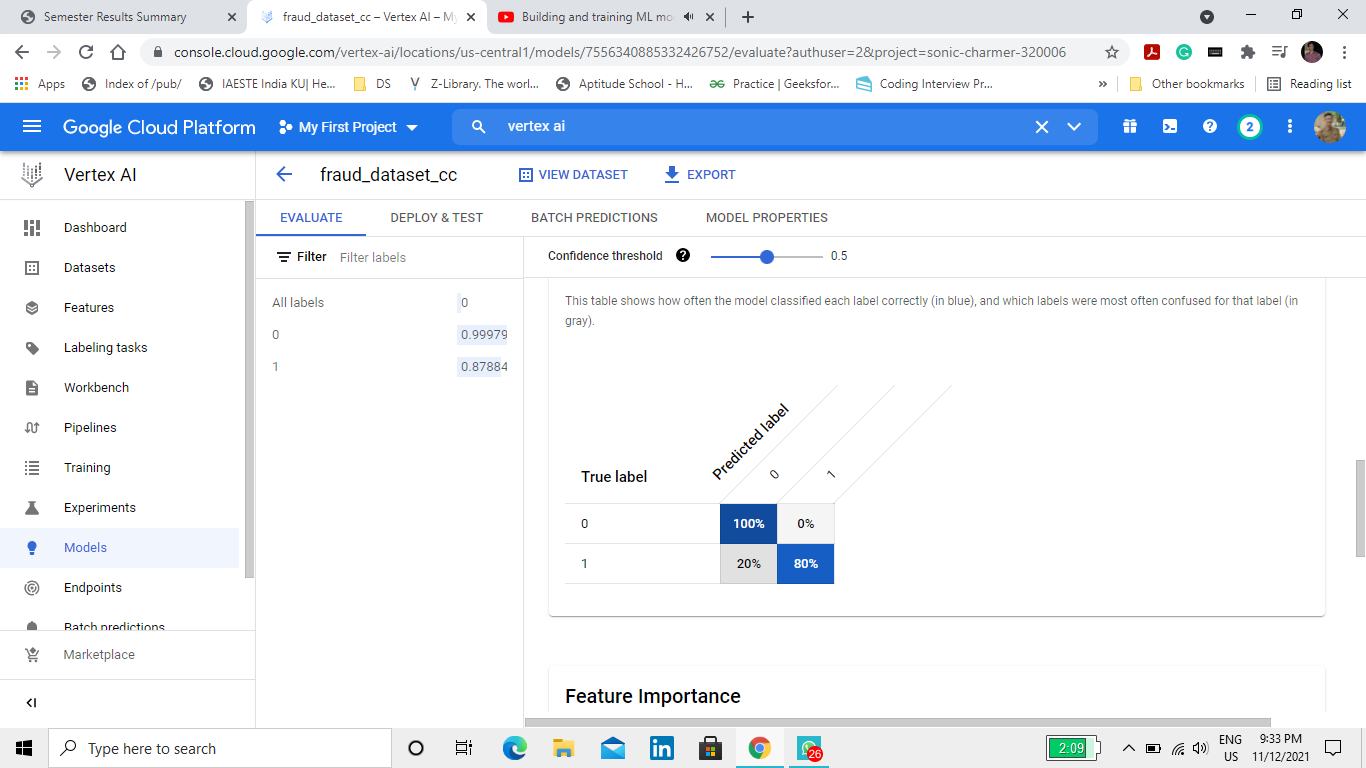 Semester Results Summary
fraud_dataset_cc – Vertex AI – My
Building and training ML mo
console.cloud.google.com/vertex-ai/locations/us-central1/models/7556340885332426752/evaluate?authuser=2&project=sonic-charmer-320006
Apps
Index of /pub/
IAESTE India KU| He...
DS
Z-Library. The worl...
Aptitude School - H...
Practice | Geeksfor...
Coding Interview Pr...
»
Other bookmarks
Reading list
Google Cloud Platform
My First Project
vertex ai
2
Vertex AI
fraud_dataset_cc
VIEW DATASET
EXPORT
EVALUATE
DEPLOY & TEST
BATCH PREDICTIONS
MODEL PROPERTIES
Dashboard
Datasets
Features
Labeling tasks
Workbench
Pipelines
Training
Experiments
Models
Endpoints
Batch predictions
Marketplace
Filter
Filter labels
All labels 0
0 0.99979
1 0.87884
Confidence threshold
0.5
This table shows how often the model classified each label correctly (in blue), and which labels were most often confused for that label (in
gray).
True label
Predicted label
0
1
0 100% 0%
1 20% 80%
Feature Importance
Type here to search
26
2:09
ENG
US
9:33 PM
11/12/2021